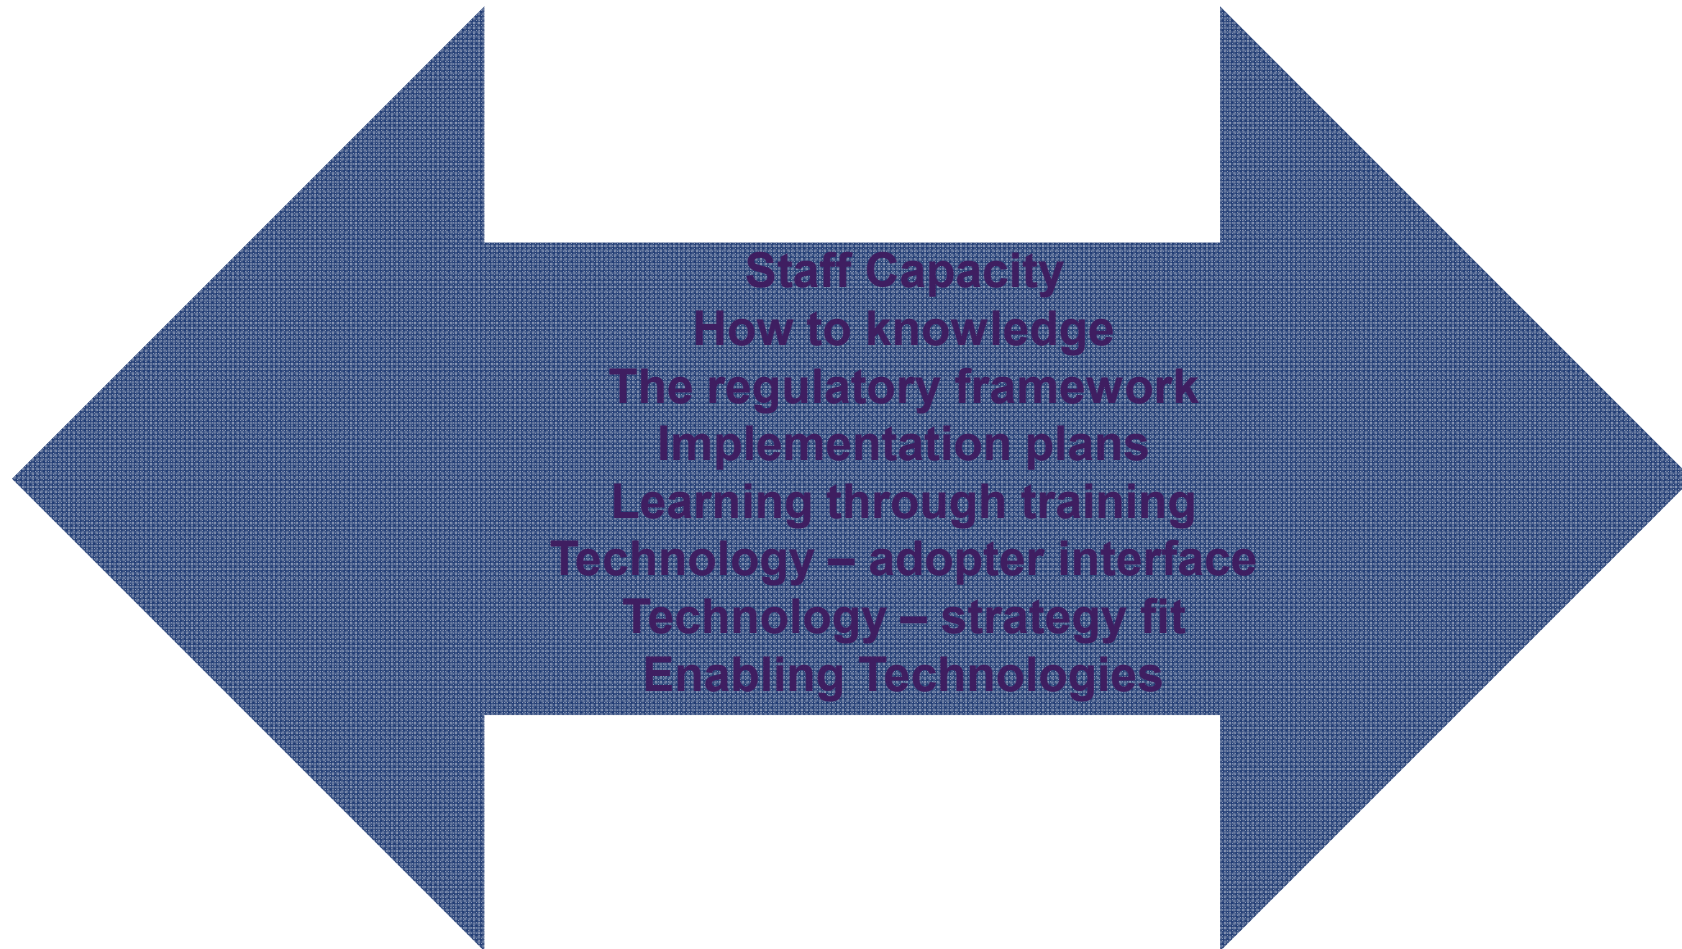 Staff Capacity
How to knowledge
The regulatory framework
Implementation plans
Learning through training
Technology – adopter interface
Technology – strategy fit
Enabling Technologies